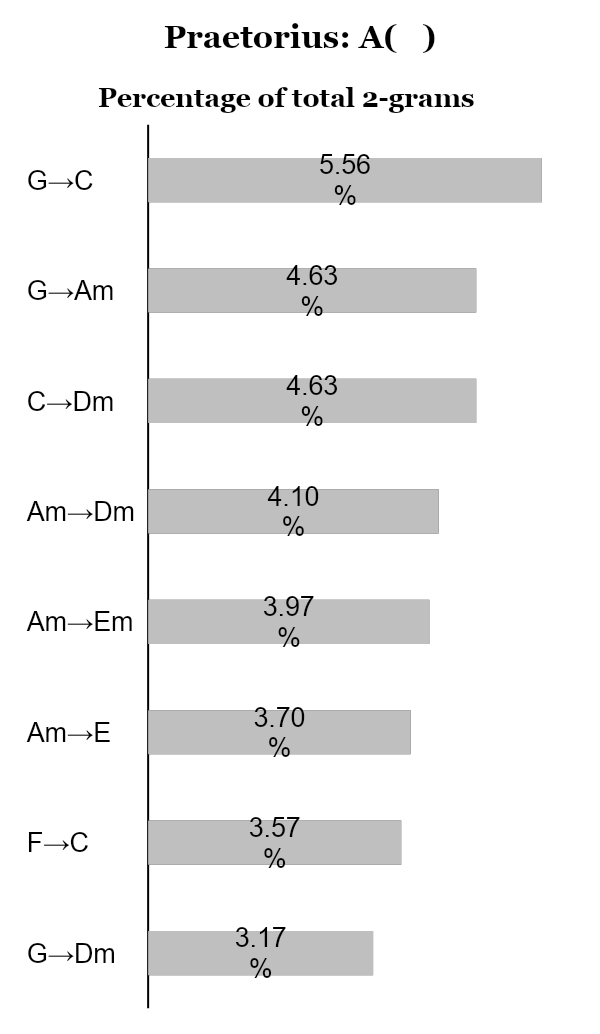 Praetorius: A(   )
Percentage of total 2-grams
G→C
5.56
%
G→Am
4.63
%
C→Dm
4.63
%
Am→Dm
4.10
%
Am→Em
3.97
%
Am→E
3.70
%
F→C
3.57
%
G→Dm
3.17
%